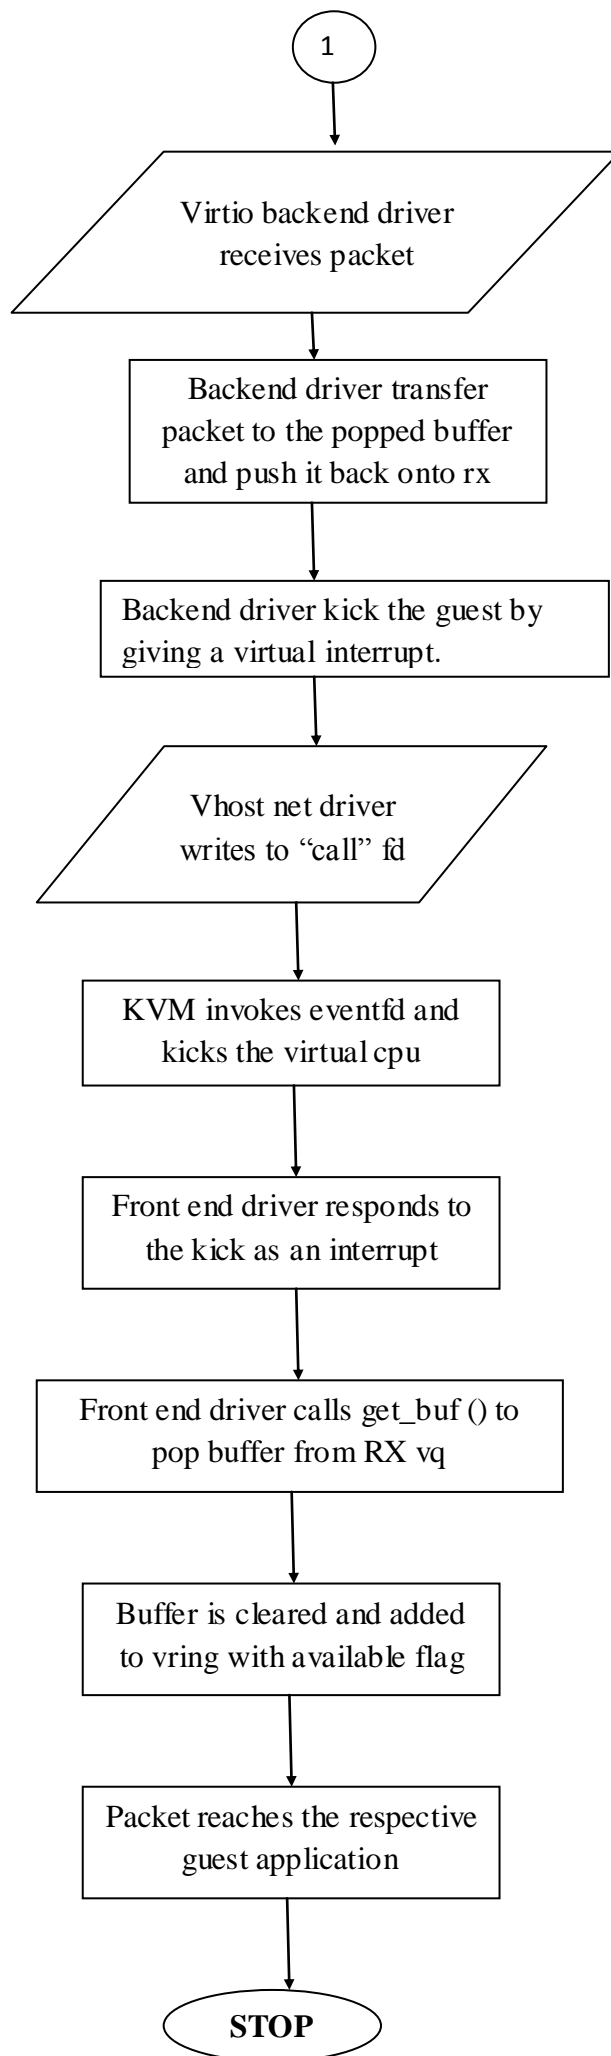 1
Virtio backend driver
receives packet
Backend driver transfer
packet to the popped buffer
and push it back onto rx
Backend driver kick the guest by
giving a virtual interrupt.
Vhost net driver
writes to “call” fd
KVM invokes eventfd and
kicks the virtual cpu
Front end driver responds to
the kick as an interrupt
Front end driver calls get_buf () to
pop buffer from RX vq
Buffer is cleared and added
to vring with available flag
Packet reaches the respective
guest application
STOP